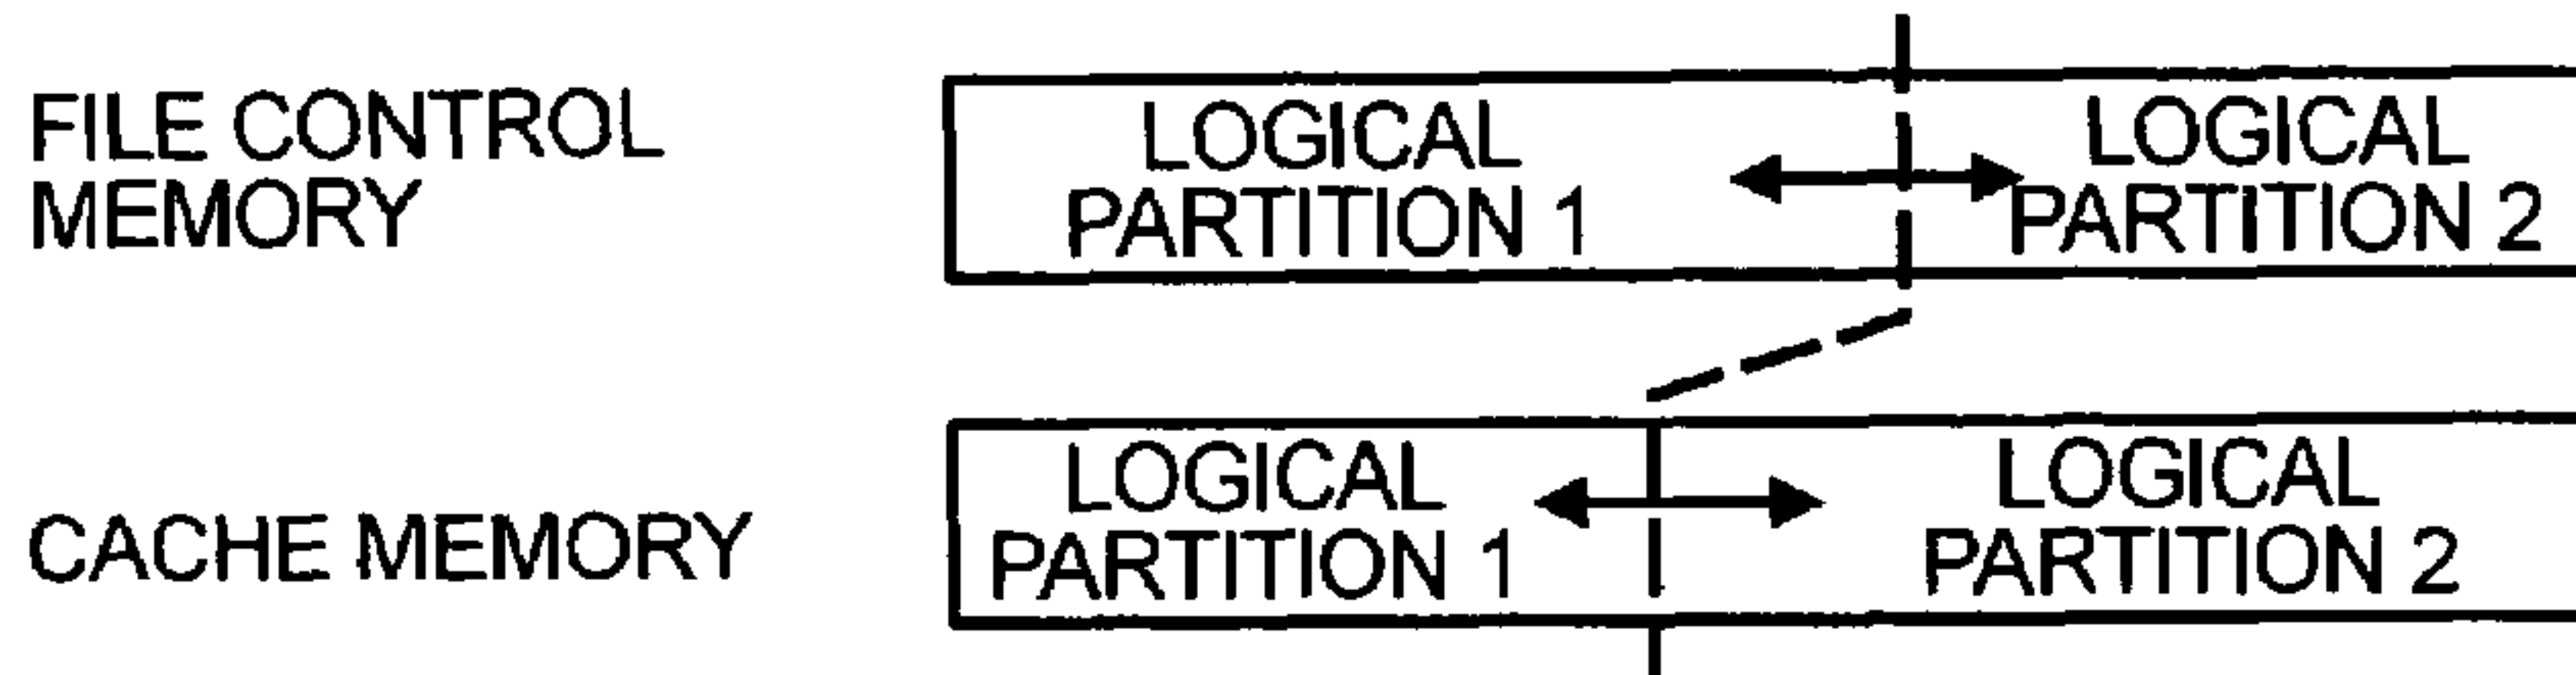 FILE CONTROL
MEMORY
LOGICAL
PARTITION 1
LOGICAL
PARTITION 2
CACHE MEMORY
LOGICAL
PARTITION 1
LOGICAL
PARTITION 2